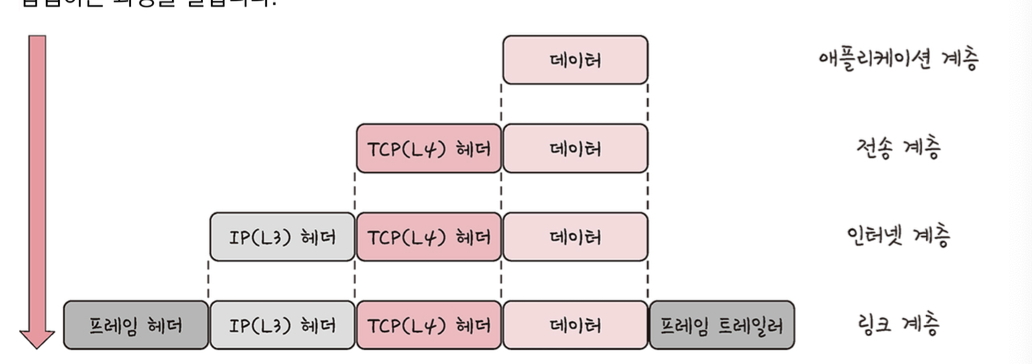 데이터 애플리케이션 계층
TCP(L4) 헤더 데이터 전송 계층
IP(L3) 헤더 TCP(L4) 헤더 데이터 인터넷 계층
프레임 헤더 IP(L3) 헤더 TCP(L4) 헤더 데이터 프레임 트레일러 링크 계층